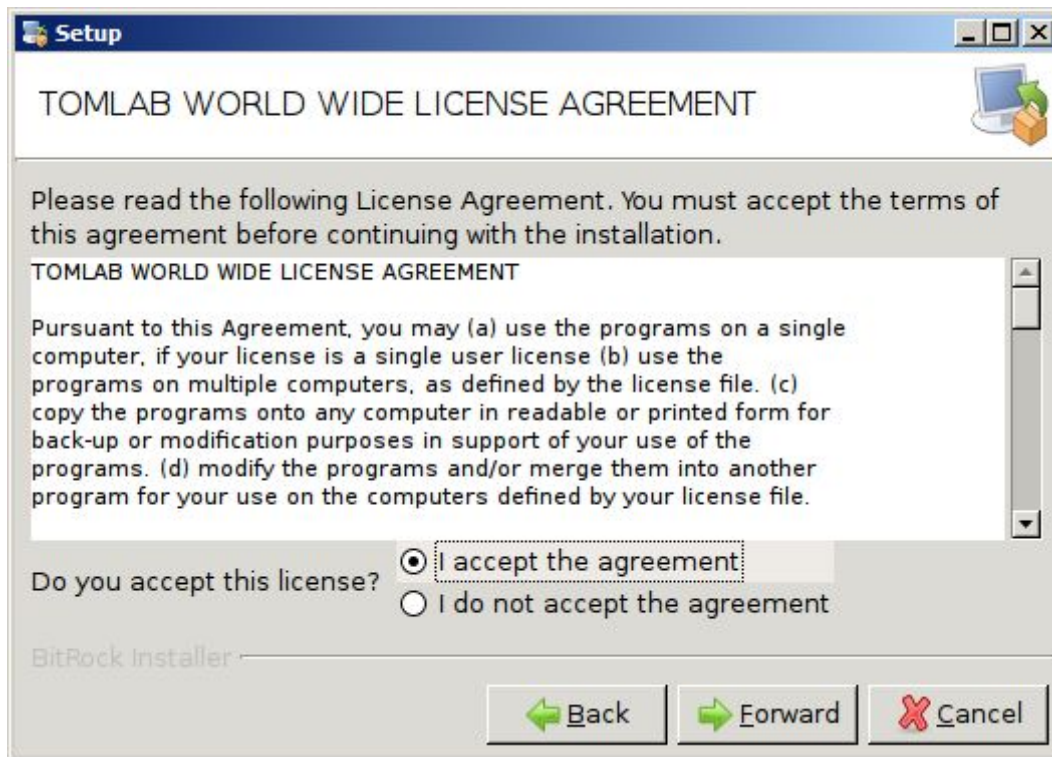 Setup
TOMLAB WORLD WIDE LICENSE AGREEMENT
Please read the following License Agreement. You must accept the terms of
this agreement before continuing with the installation.
TOMLAB WORLD WIDE LICENSE AGREEMENT
Pursuant to this Agreement, you may (a) use the programs on a single
computer, if your license is a single user license (b) use the
programs on multiple computers, as defined by the license file. (c)
copy the programs onto any computer in readable or printed form for
back-up or modification purposes in support of your use of the
programs. (d) modify the programs and/or merge them into another
program for your use on the computers defined by your license file.
Do you accept this license?
I accept the agreement
I do not accept the agreement
BitRock Installer
Back Forward Cancel